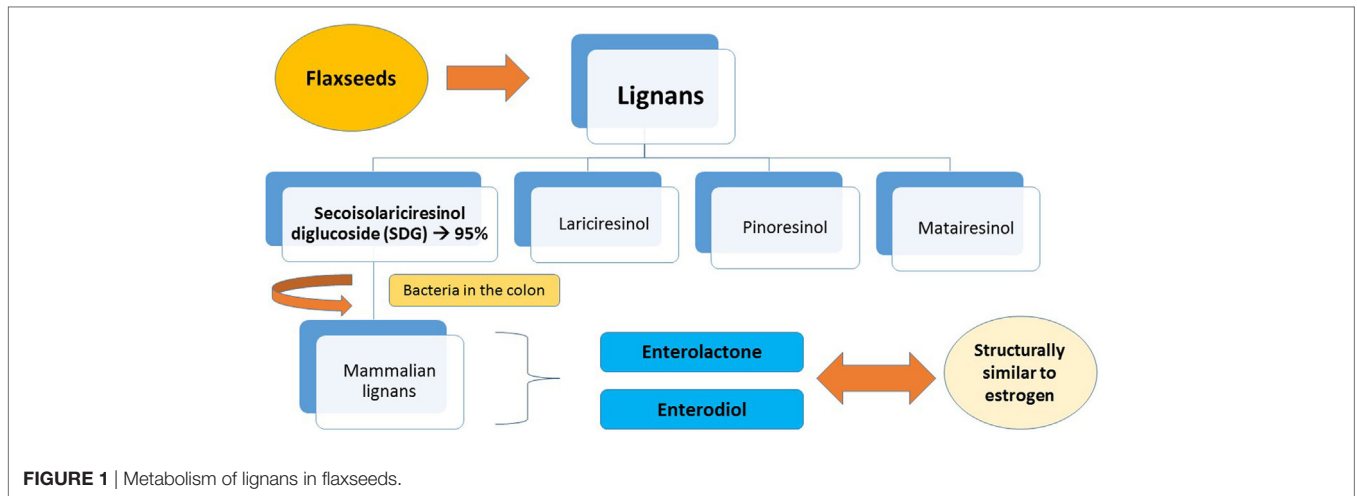 Flaxseeds
Lignans
Secoisolariciresinol
diglucoside (SDG) → 95%
Lariciresinol
Pinoresinol
Matairesinol
Bacteria in the colon
Mammalian
lignans
Enterolactone
Enterodiol
Structurally
similar to
estrogen
FIGURE 1 | Metabolism of lignans in flaxseeds.